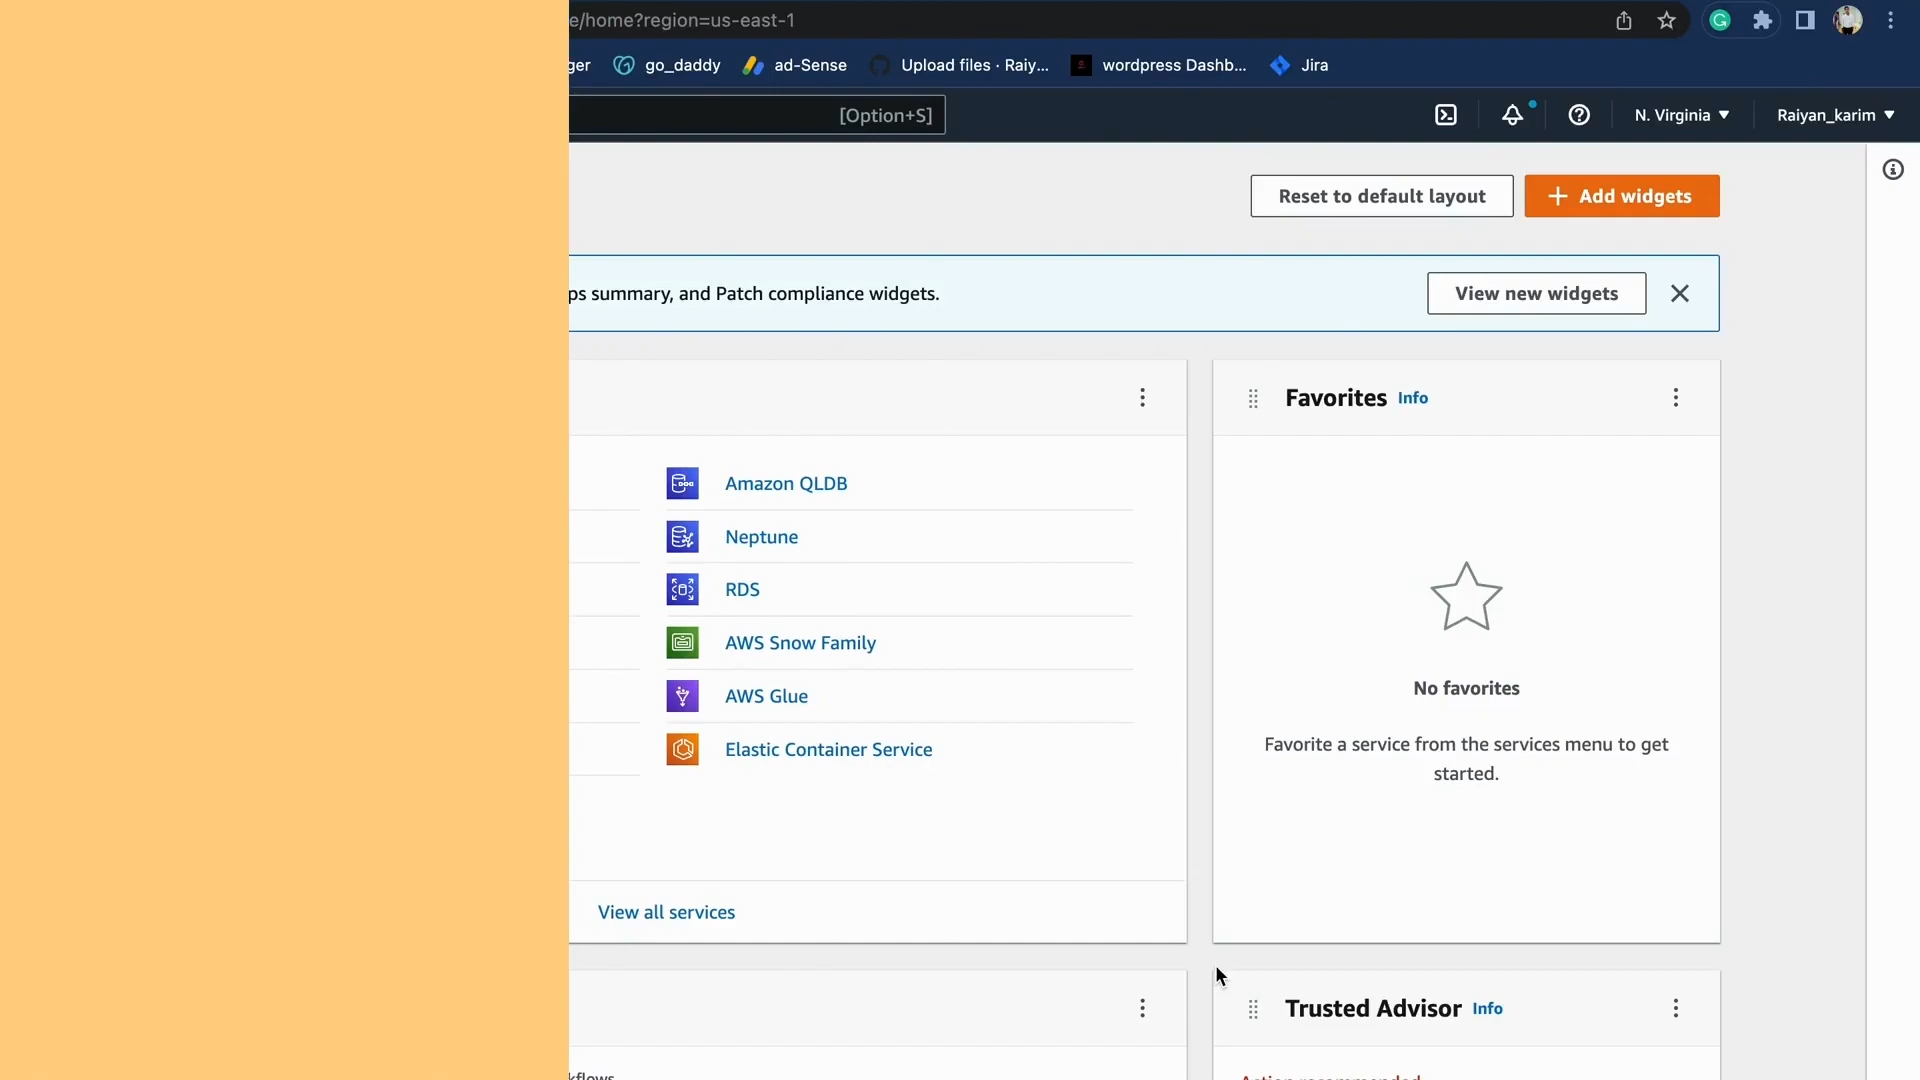 e/home?region=us-east-1
ger go_daddy ad-Sense Upload files · Raiy... wordpress Dashb... Jira
[Option+S] N. Virginia Raiyan_karim
Reset to default layout + Add widgets
ps summary, and Patch compliance widgets. View new widgets
Favorites Info
Amazon QLDB
Neptune
RDS
AWS Snow Family
AWS Glue
Elastic Container Service
No favorites
Favorite a service from the services menu to get
started.
View all services
Trusted Advisor Info
kflows
Action recommended